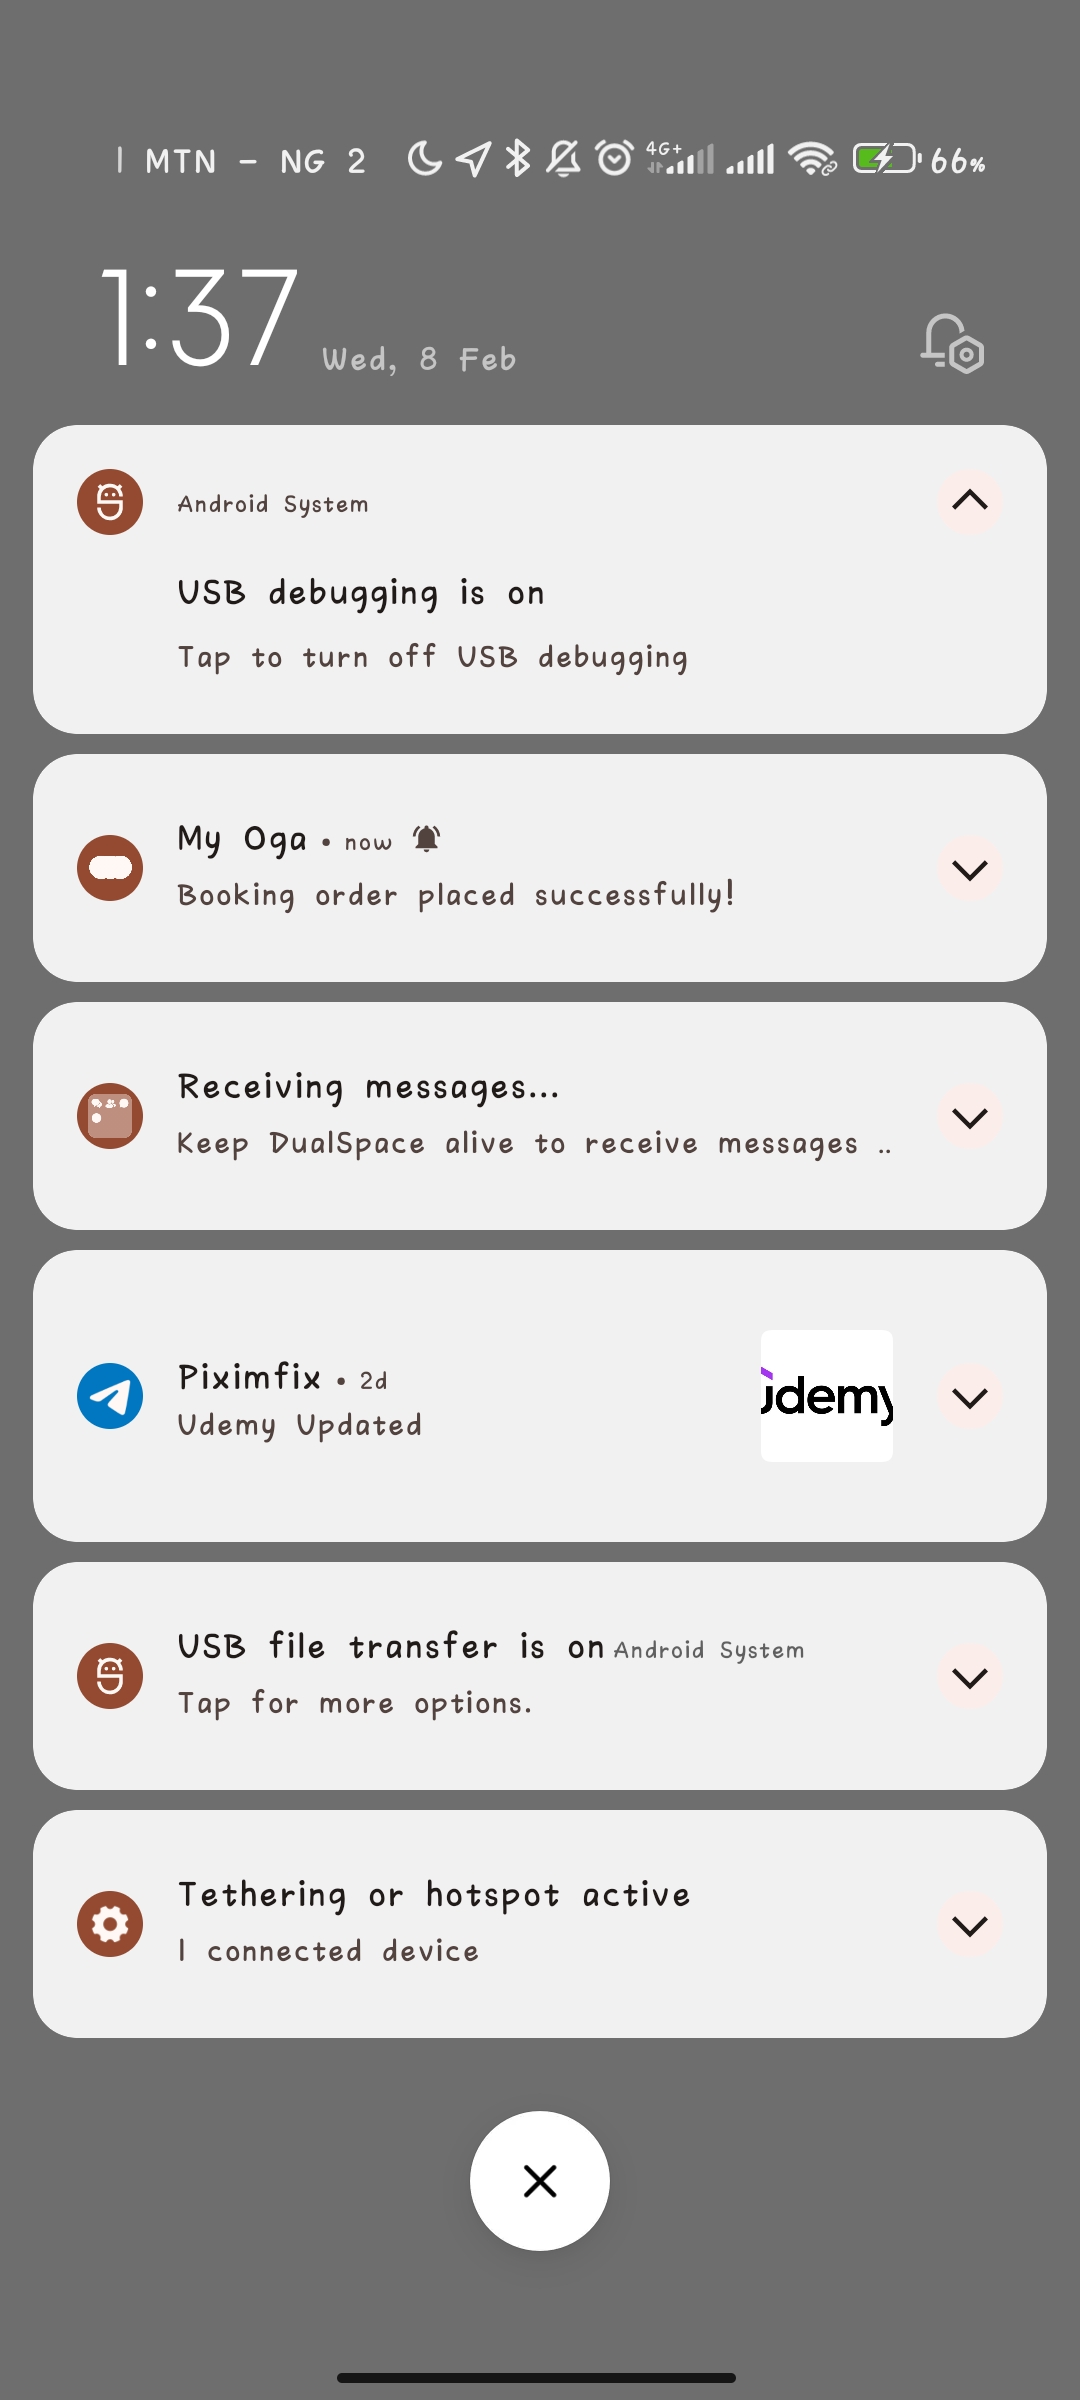 | MTN - NG 2 4G+ 66%
1:37 Wed, 8 Feb
Android System
USB debugging is on
Tap to turn off USB debugging
My Oga • now
Booking order placed successfully!
Receiving messages...
Keep DualSpace alive to receive messages ..
Piximfix • 2d
Udemy Updated
udemy
USB file transfer is on Android System
Tap for more options.
Tethering or hotspot active
1 connected device